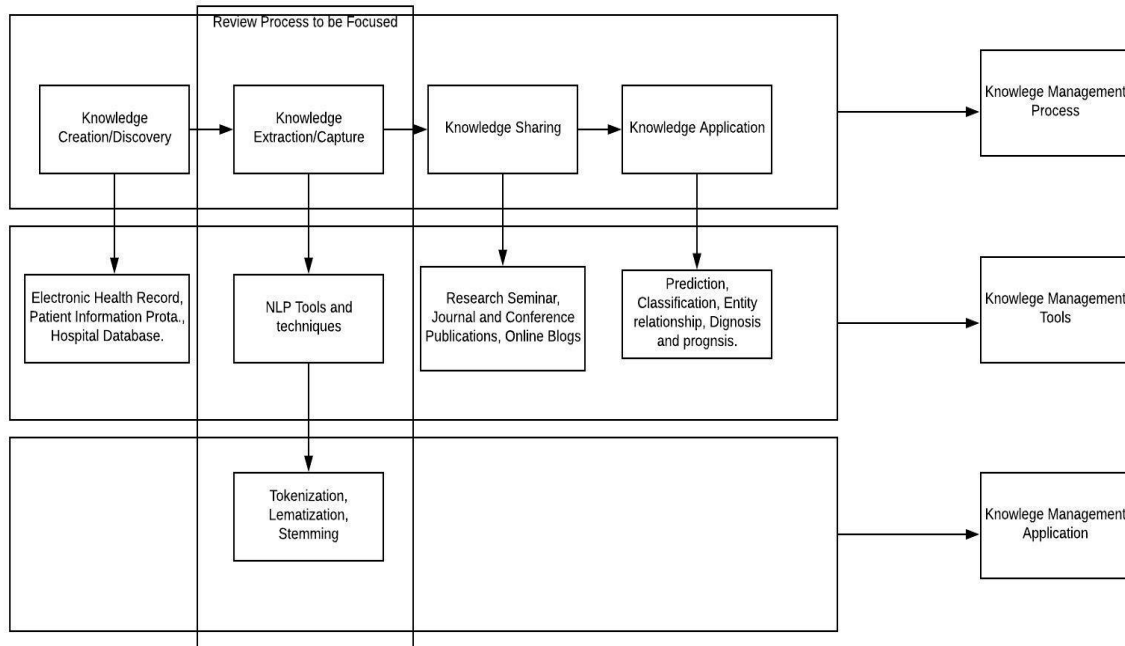 Review Process to be Focused
Knowledge
Creation/Discovery
Knowledge
Extraction/Capture
Knowledge Sharing
Knowledge Application
Knowlege Management
Process
Electronic Health Record,
Patient Information Prota.,
Hospital Database.
NLP Tools and
techniques
Research Seminar,
Journal and Conference
Publications, Online Blogs
Prediction,
Classification, Entity
relationship, Dignosis
and prognsis.
Knowlege Management
Tools
Tokenization,
Lematization,
Stemming
Knowlege Management
Application